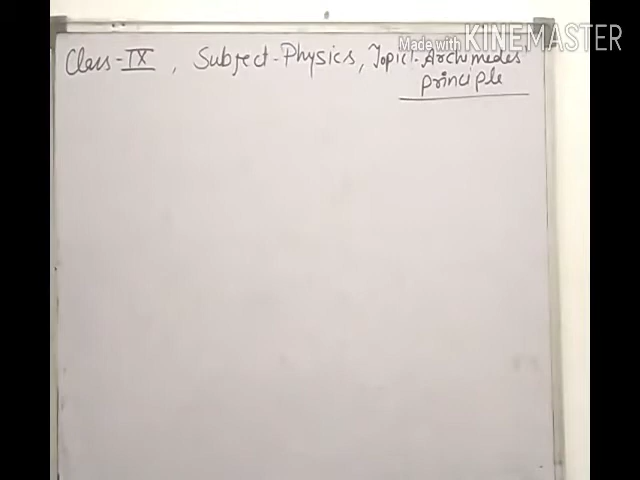 Made with KINEMASTER
Class-IX, Subject-Physics, Topic-Archimedes
principle